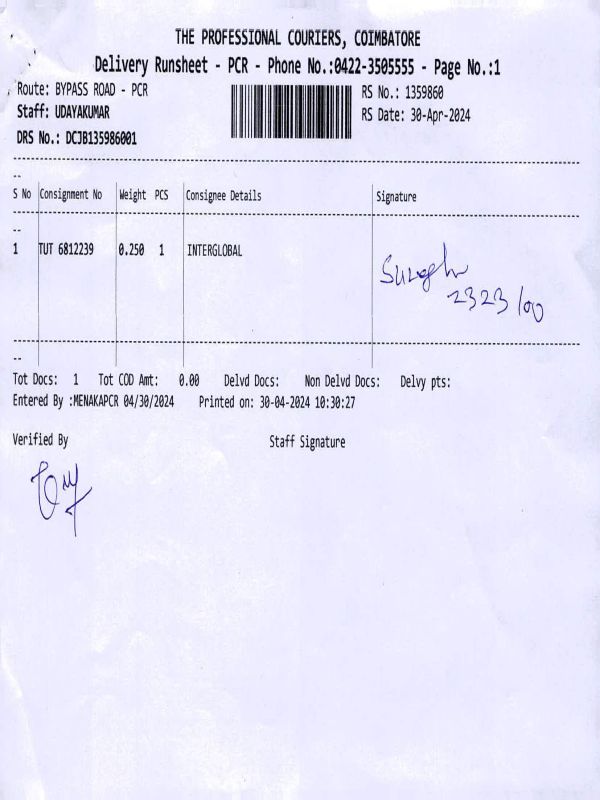 THE PROFESSIONAL COURIERS, COIMBATORE
Delivery Runsheet - PCR - Phone No.:0422-3505555 - Page No.:1
Route: BYPASS ROAD - PCR
RS No.: 1359860
Staff: UDAYAKUMAR
RS Date: 30-Apr-2024
DRS No.: DCJB135986001
S No Consignment No Weight PCS Consignee Details Signature
1 TUT 6812239 0.250 1 INTERGLOBAL
2323/00
Tot Docs: 1 Tot COD Amt: 0.00 Delvd Docs: Non Delvd Docs: Delvy pts:
Entered By :MENAKAPCR 04/30/2024 Printed on: 30-04-2024 10:30:27
Verified By Staff Signature